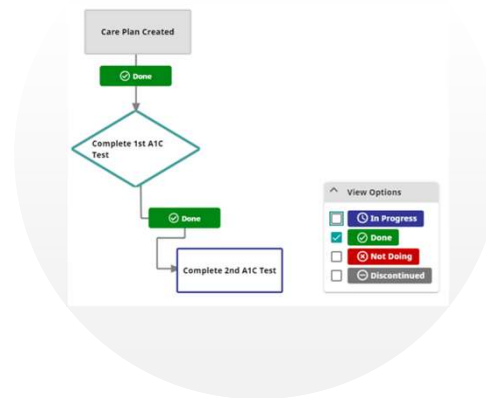 Care Plan Created
Done
Complete 1st A1C
Test
Done
Complete 2nd A1C Test
View Options
In Progress
Done
Not Doing
Discontinued